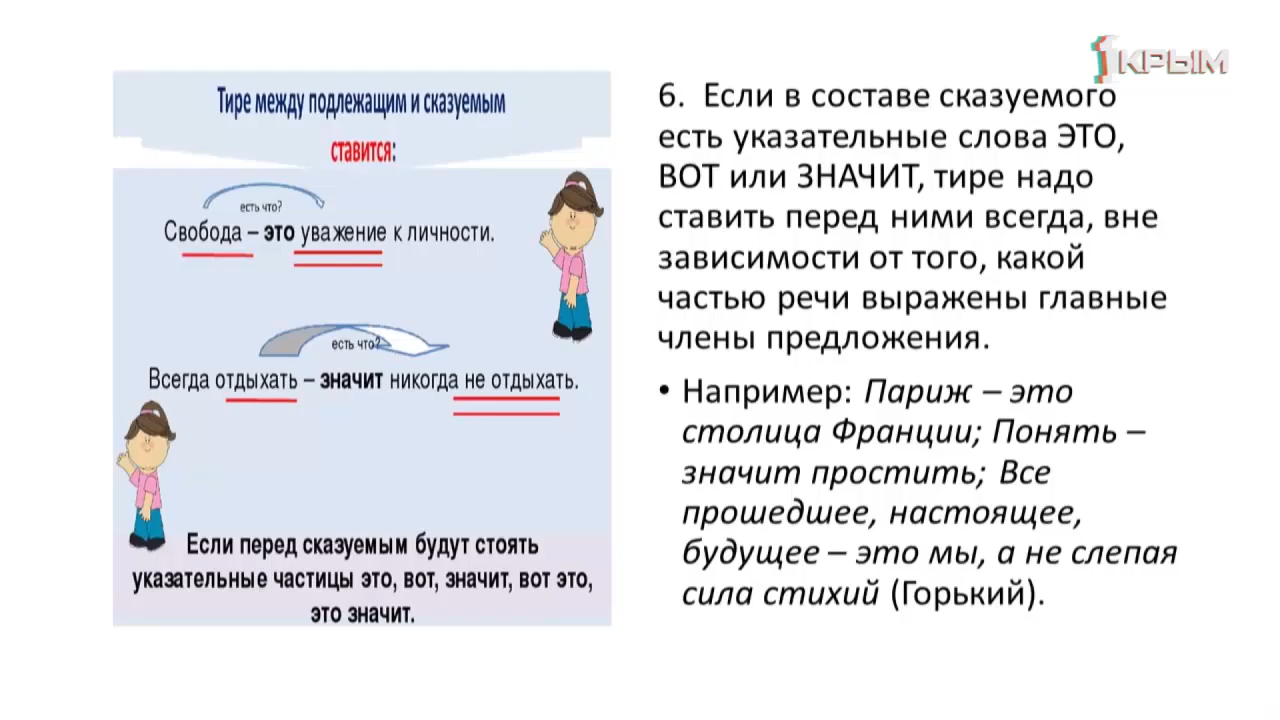 1КРЫМ
Тире между подлежащим и сказуемым
ставится:
есть что?
Свобода – это уважение к личности.
есть что?
Всегда отдыхать – значит никогда не отдыхать.
Если перед сказуемым будут стоять
указательные частицы это, вот, значит, вот это,
это значит.
6. Если в составе сказуемого
есть указательные слова ЭТО,
ВОТ или ЗНАЧИТ, тире надо
ставить перед ними всегда, вне
зависимости от того, какой
частью речи выражены главные
члены предложения.
• Например: Париж – это
столица Франции; Понять –
значит простить; Все
прошедшее, настоящее,
будущее – это мы, а не слепая
сила стихий (Горький).